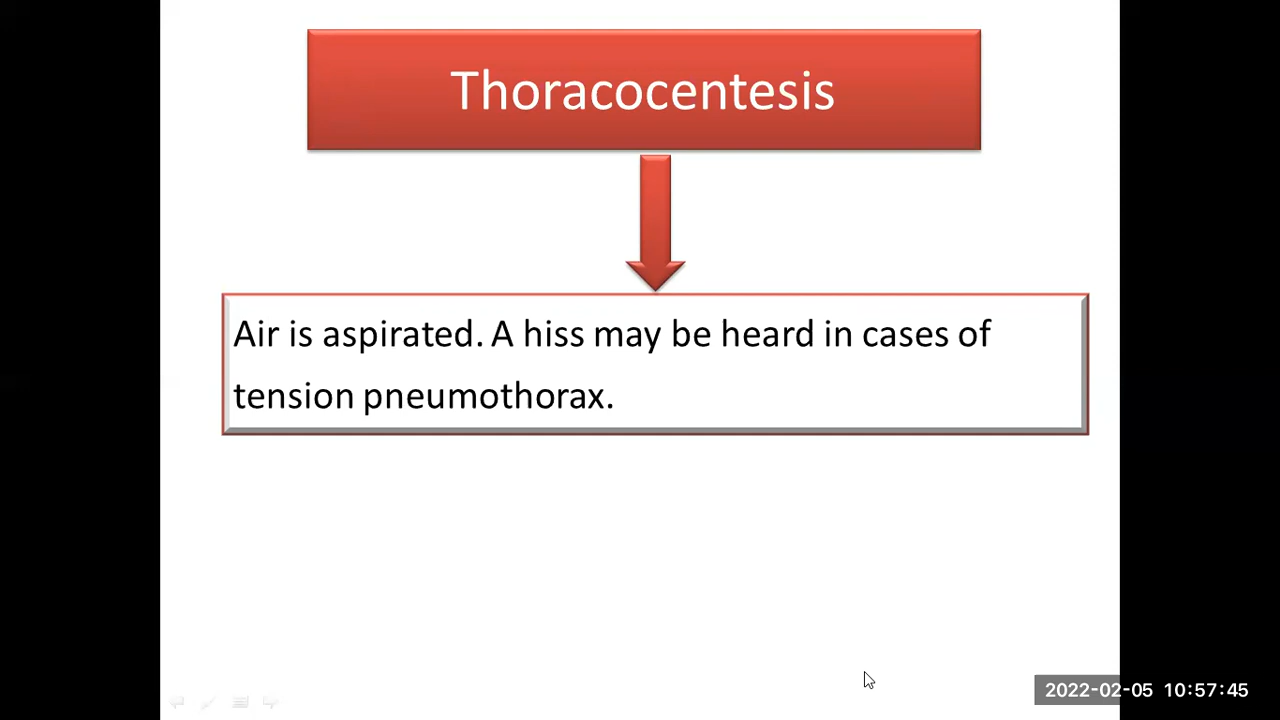 Thoracocentesis
Air is aspirated. A hiss may be heard in cases of
tension pneumothorax.
2022-02-05 10:57:45